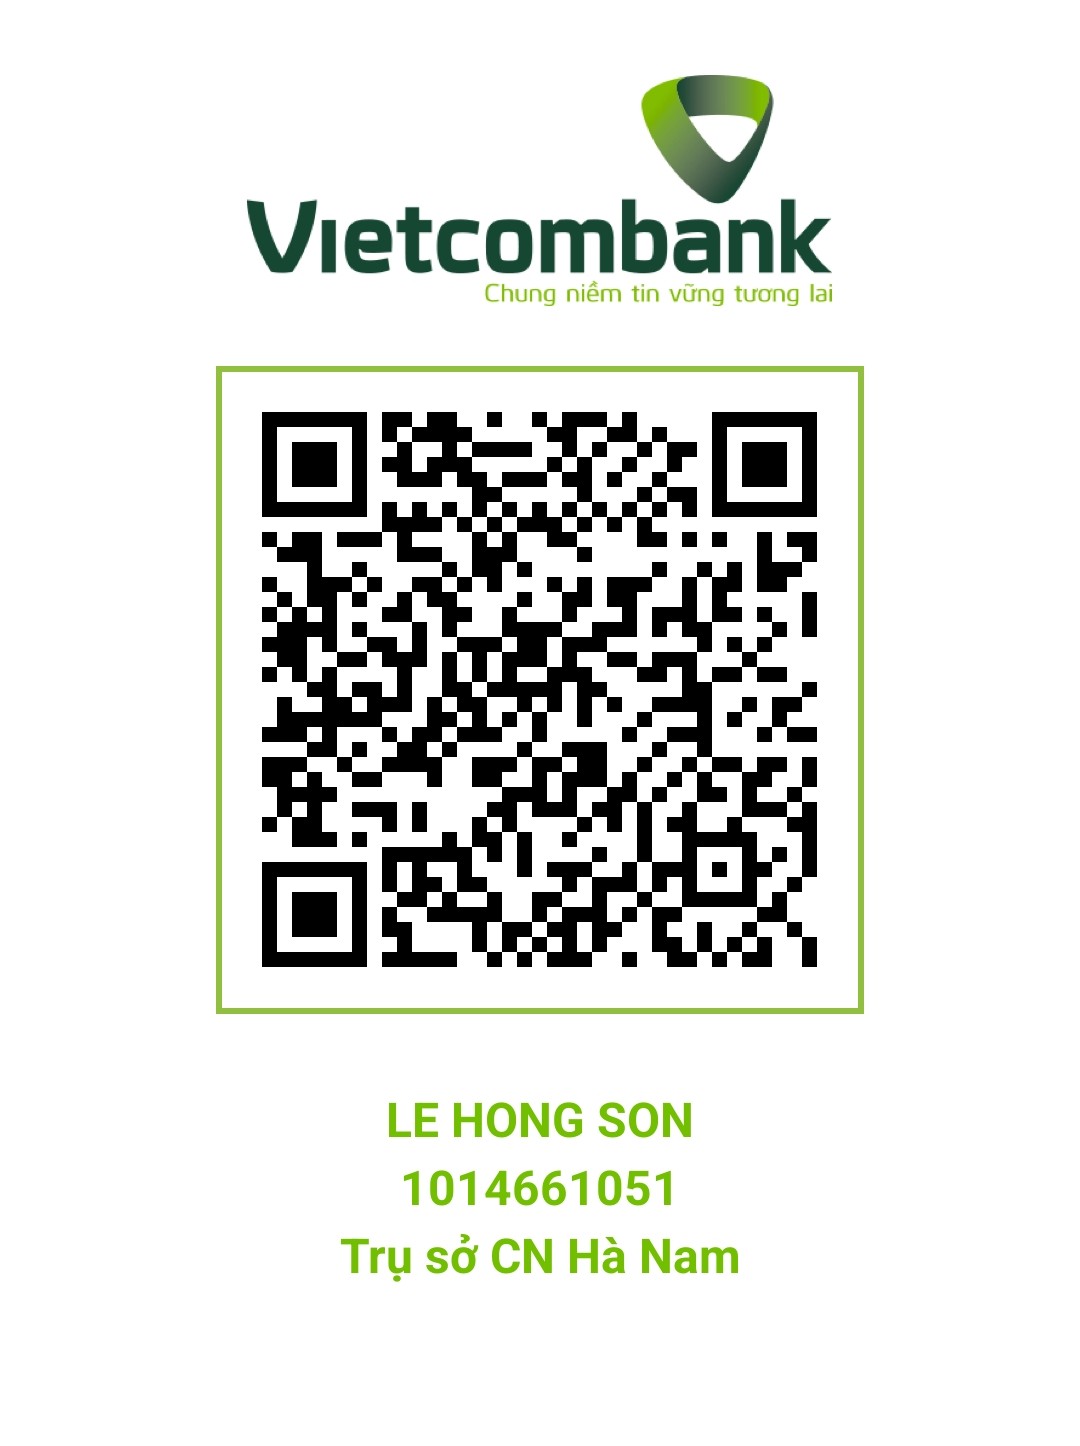 Vietcombank
Chung niềm tin vững tương lai
LE HONG SON
1014661051
Trụ sở CN Hà Nam